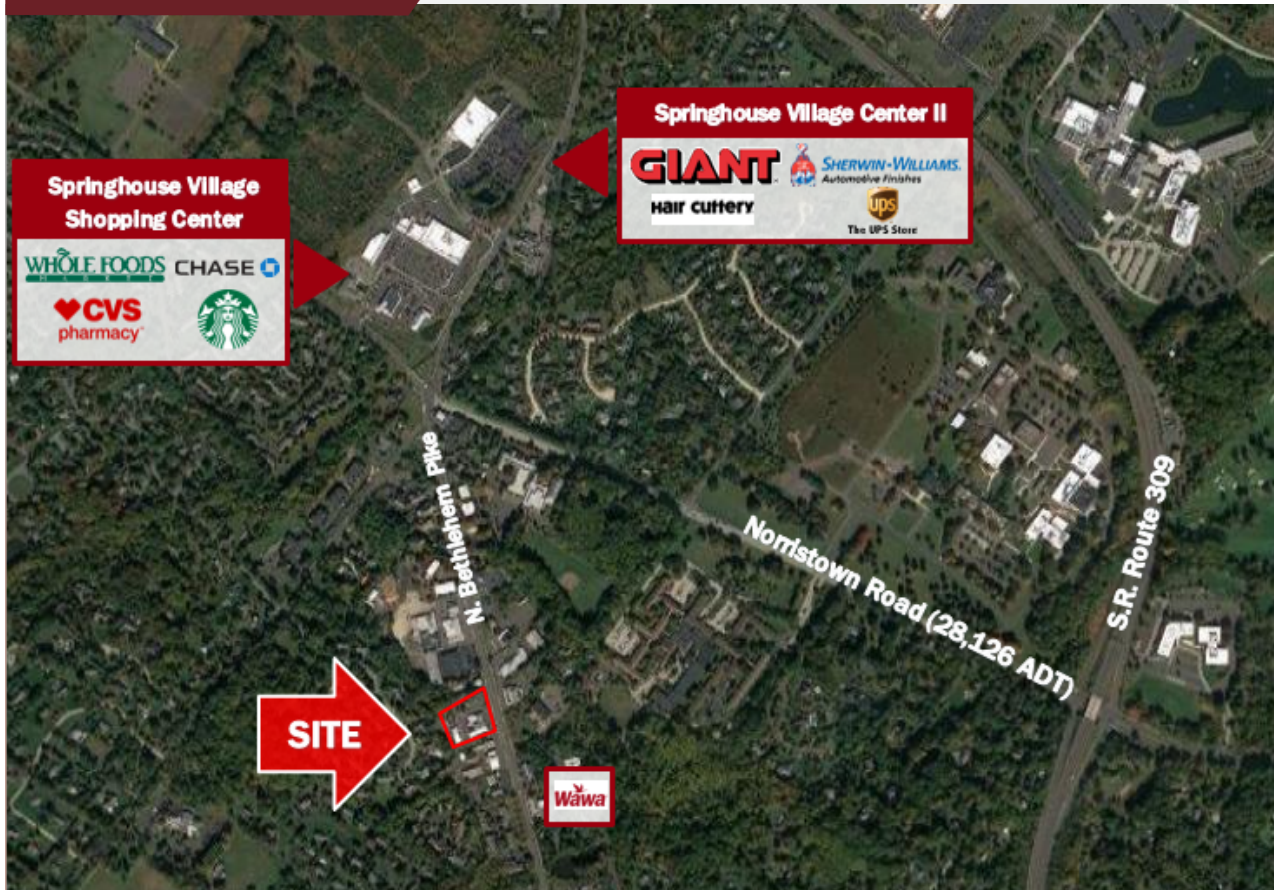 Springhouse Village Center II
GIANT
SHERWIN-WILLIAMS.
Automotive Finishes
Hair Cuttery
ups
The UPS Store
Springhouse Village
Shopping Center
WHOLE FOODS
MARKET
CHASE
CVS
pharmacy
N. Bethlehem Pike
Norristown Road (28,126 ADT)
S.R. Route 309
SITE
Wawa